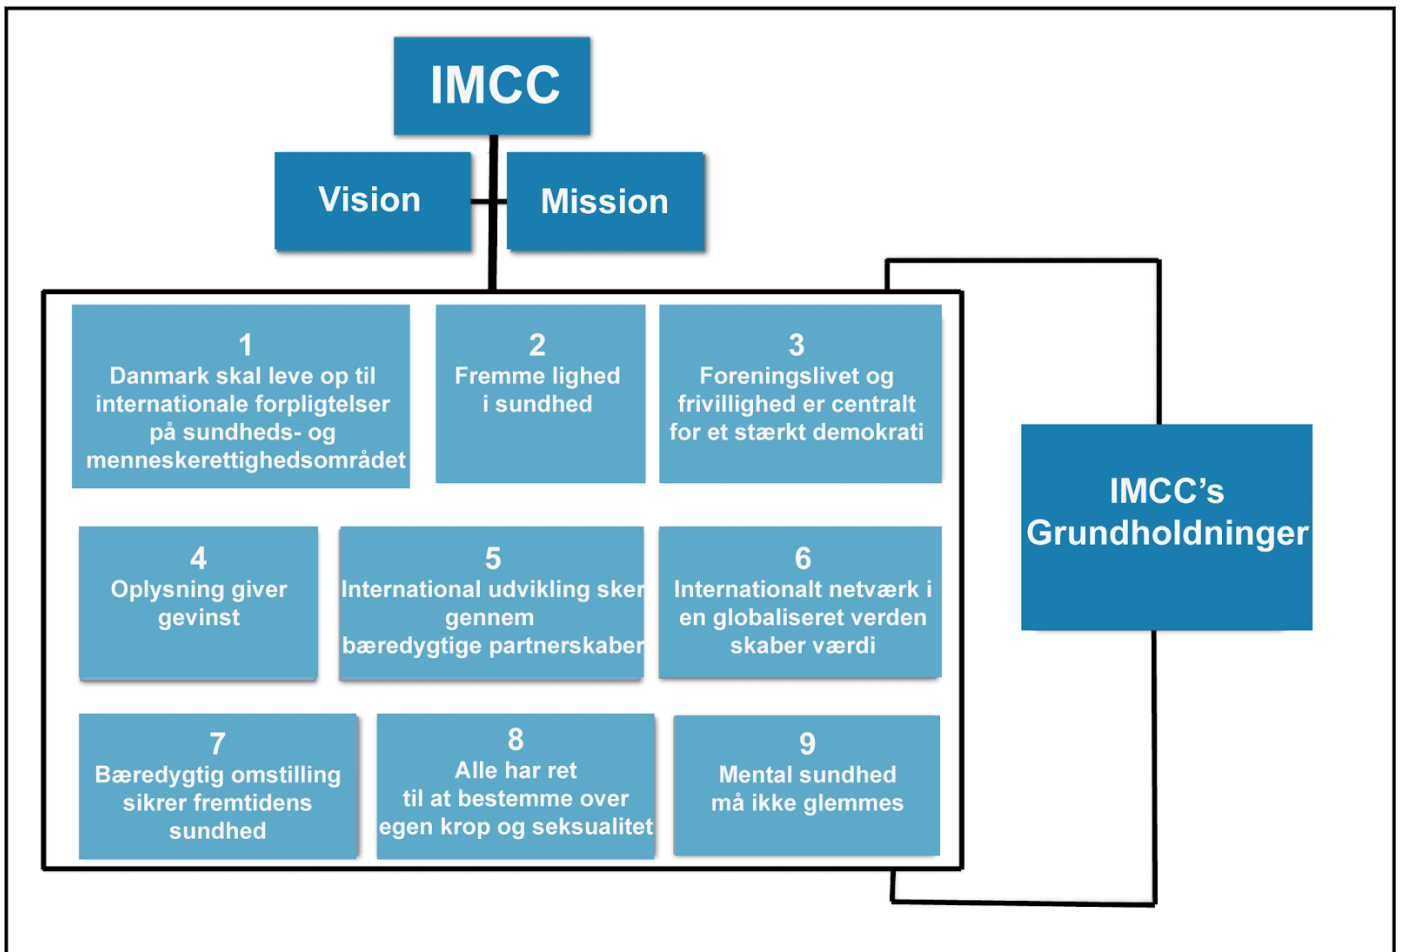 IMCC
Vision
Mission
1
Danmark skal leve op til
internationale forpligtelser
på sundheds- og
menneskerettighedsområdet
2
Fremme lighed
i sundhed
3
Foreningslivet og
frivillighed er centralt
for et stærkt demokrati
4
Oplysning giver
gevinst
5
International udvikling sker
gennem
bæredygtige partnerskaber
6
Internationalt netværk i
en globaliseret verden
skaber værdi
7
Bæredygtig omstilling
sikrer fremtidens
sundhed
8
Alle har ret
til at bestemme over
egen krop og seksualitet
9
Mental sundhed
må ikke glemmes
IMCC’s
Grundholdninger